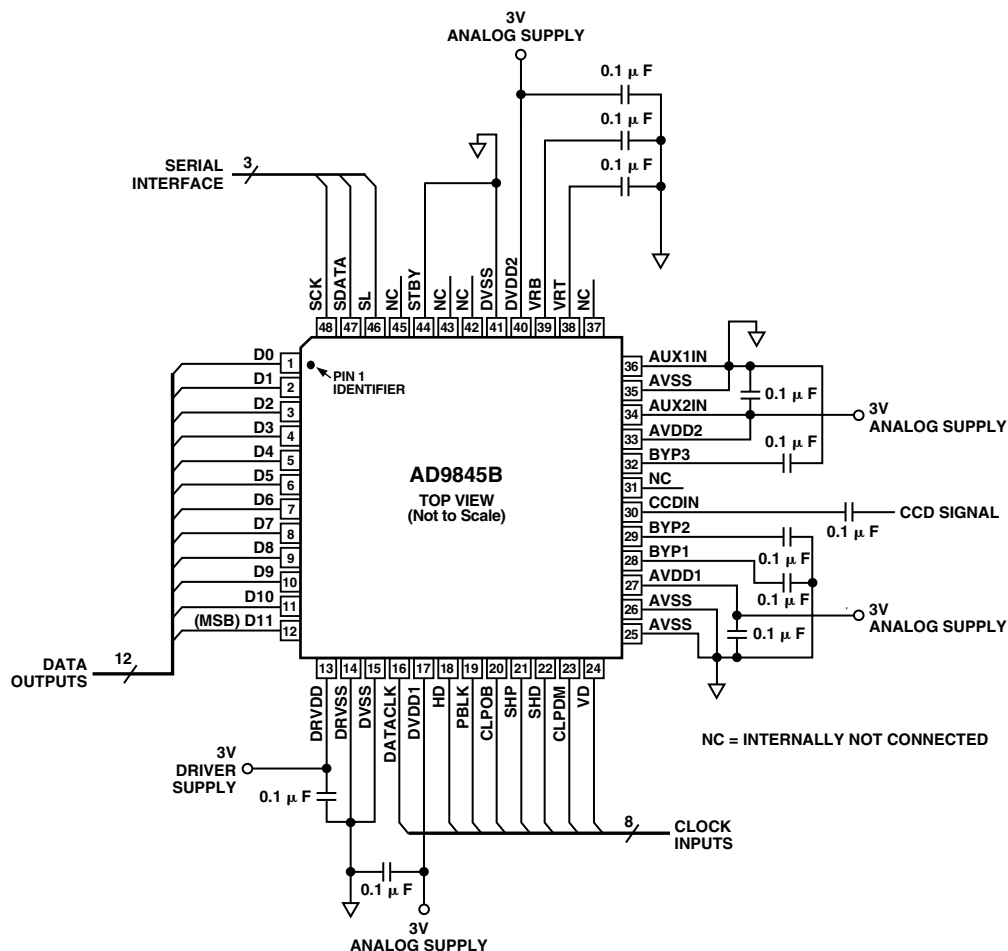 3V
ANALOG SUPPLY
0.1 μ F
0.1 μ F
0.1 μ F
SERIAL
INTERFACE
3
SCK
SDATA
SL
NC
STBY
NC
NC
DVSS
DVDD2
VRB
VRT
NC
48 47 46 45 44 43 42 41 40 39 38 37
D0 1
D1 2
D2 3
D3 4
D4 5
D5 6
D6 7
D7 8
D8 9
D9 10
D10 11
(MSB) D11 12
PIN 1
IDENTIFIER
AD9845B
TOP VIEW
(Not to Scale)
36 AUX1IN
35 AVSS
34 AUX2IN
33 AVDD2
32 BYP3
31 NC
30 CCDIN
29 BYP2
28 BYP1
27 AVDD1
26 AVSS
25 AVSS
0.1 μ F
3V
ANALOG SUPPLY
0.1 μ F
CCD SIGNAL
0.1 μ F
0.1 μ F
0.1 μ F
3V
ANALOG SUPPLY
0.1 μ F
DATA
OUTPUTS
12
13 14 15 16 17 18 19 20 21 22 23 24
DRVDD
DRVSS
DVSS
DATACLK
DVDD1
HD
PBLK
CLPOB
SHP
SHD
CLPDM
VD
NC = INTERNALLY NOT CONNECTED
3V
DRIVER
SUPPLY
0.1 μ F
8
CLOCK
INPUTS
0.1 μ F
3V
ANALOG SUPPLY